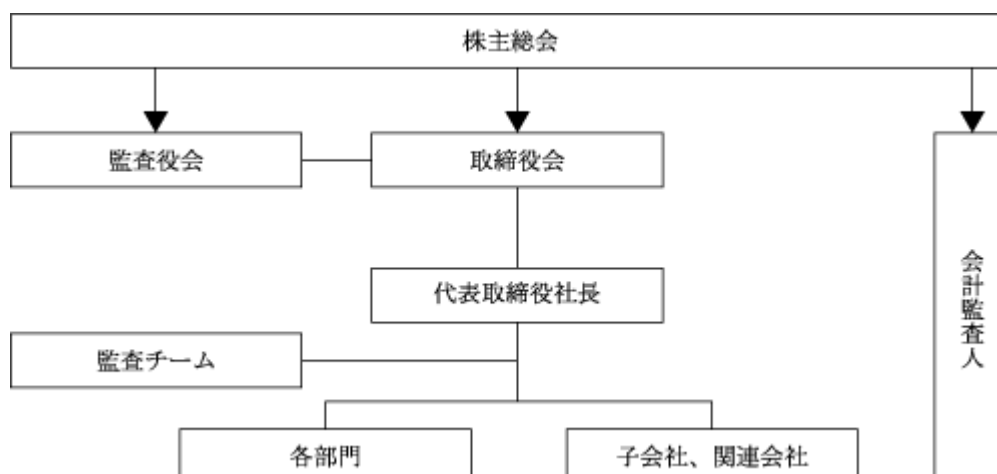 株主総会
監査役会
取締役会
会計監査人
代表取締役社長
監査チーム
各部門
子会社、関連会社